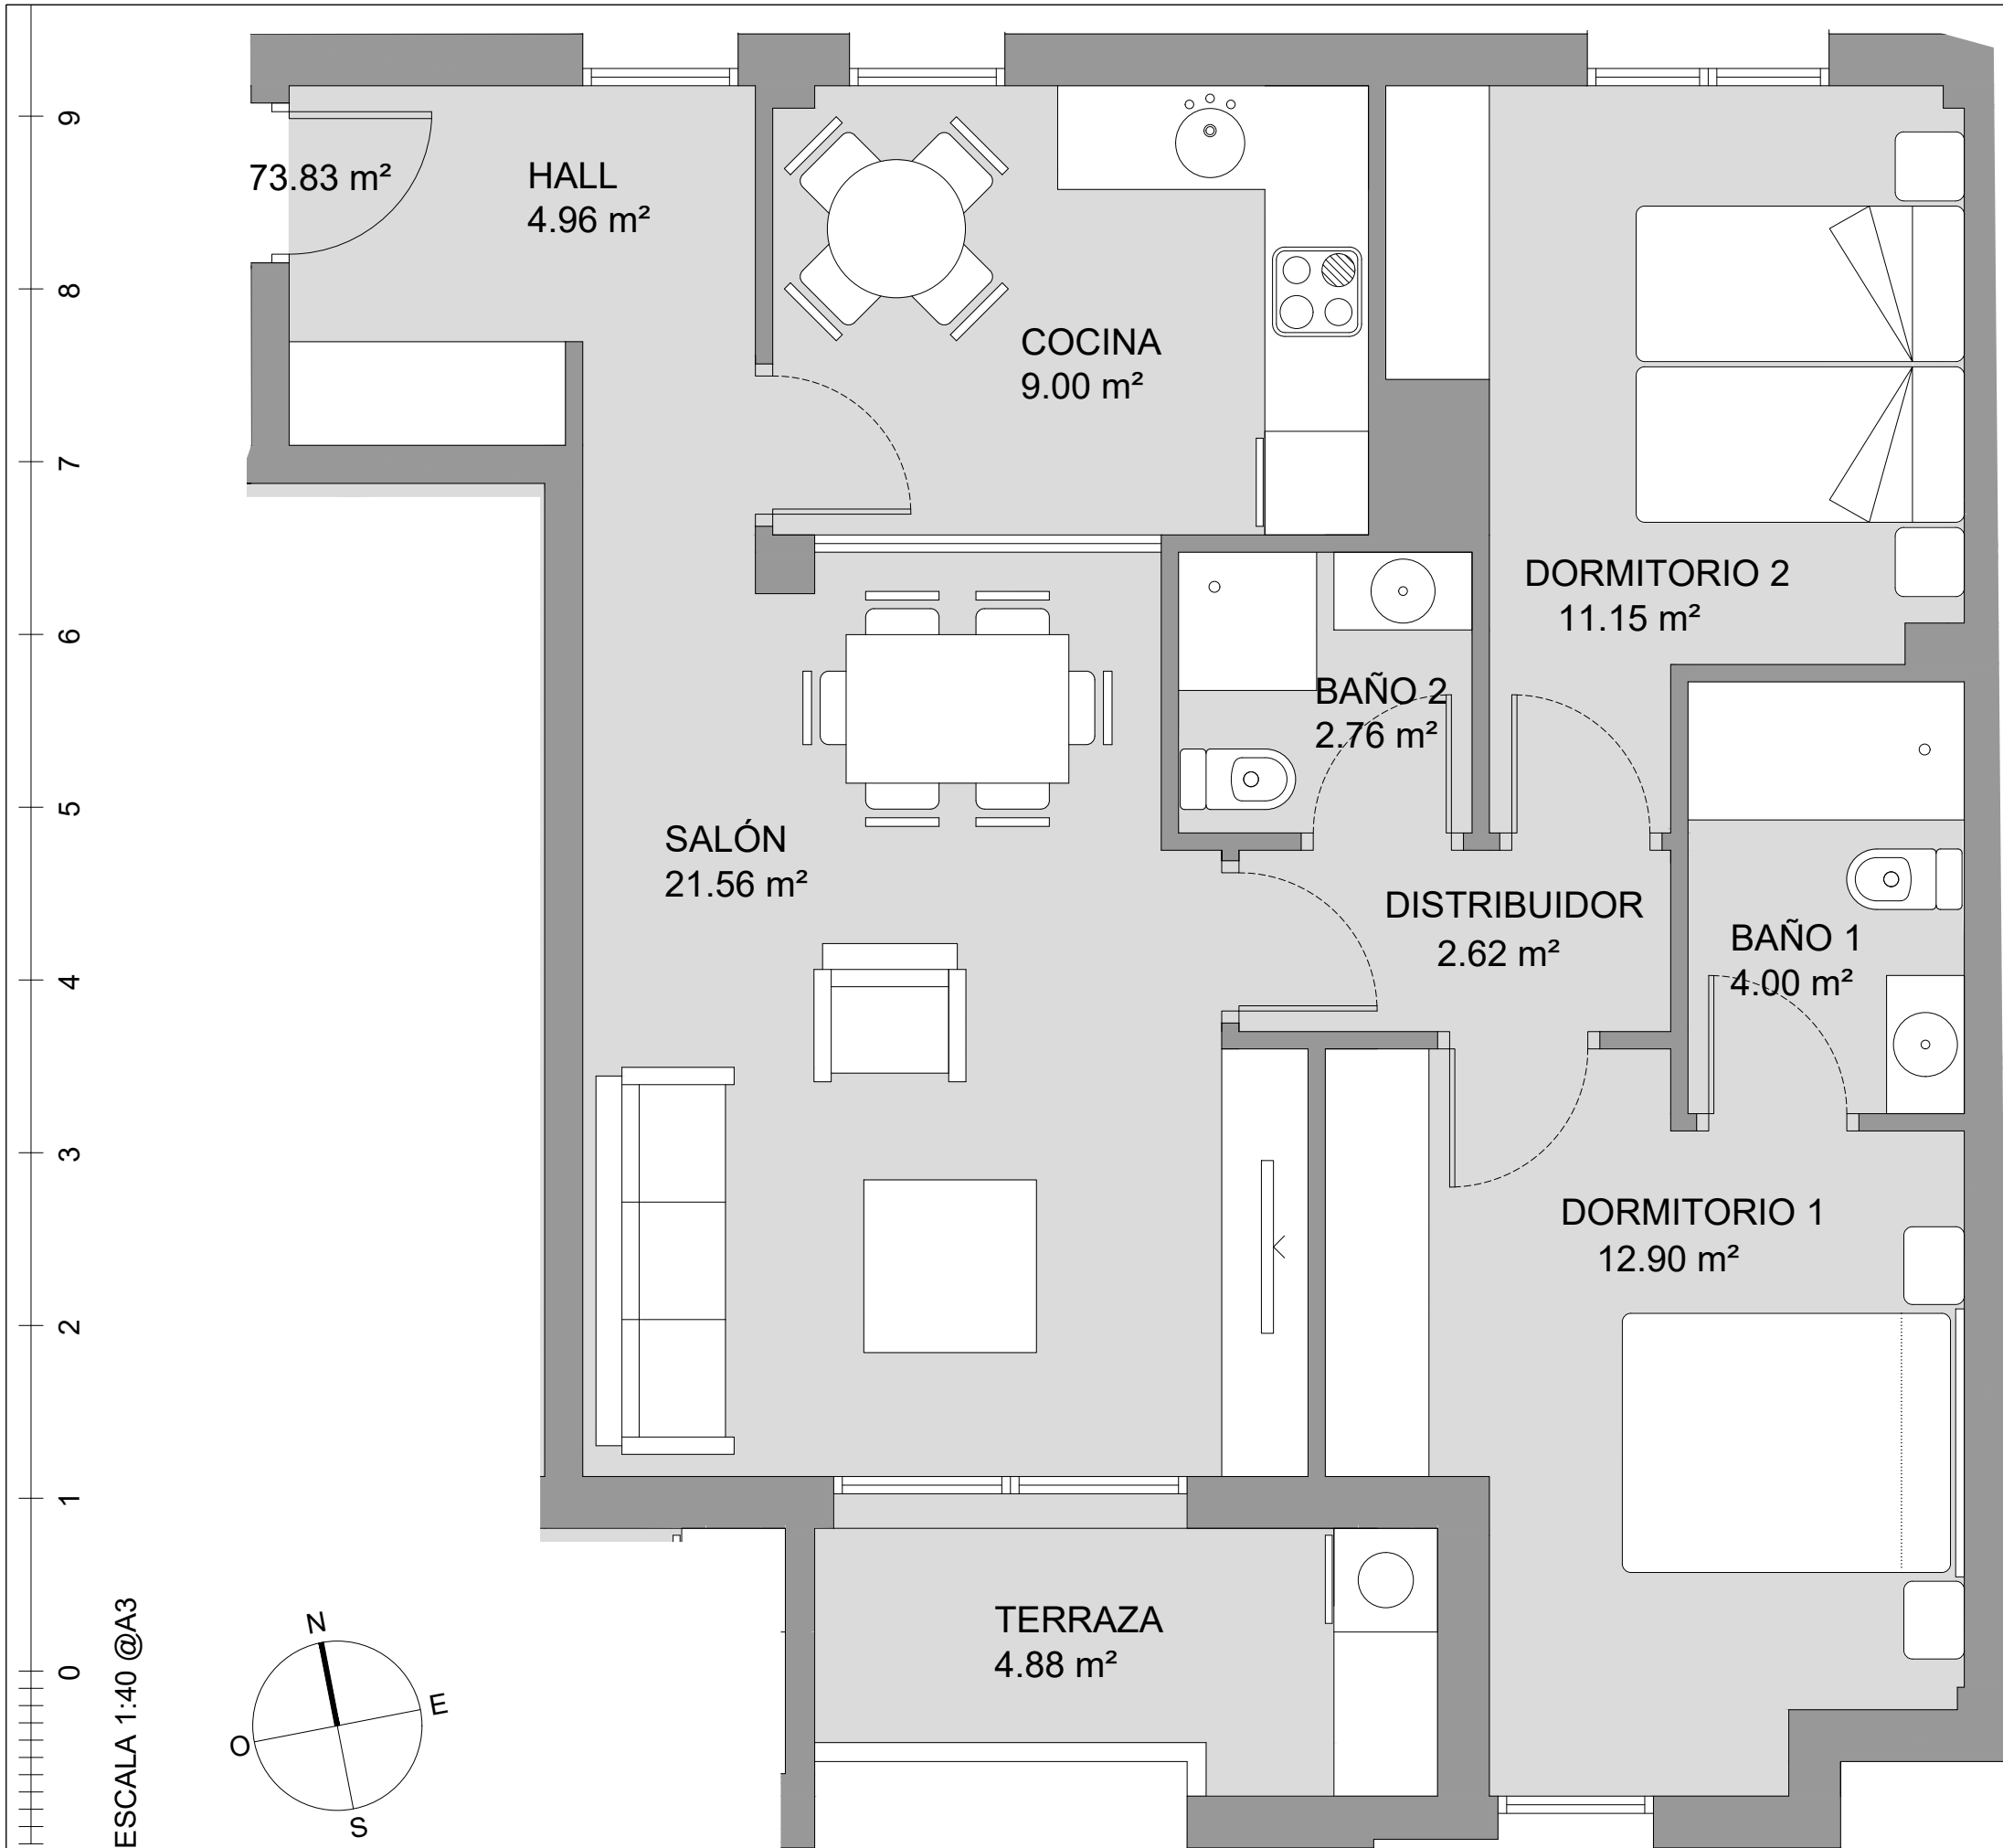 73.83 m²
HALL
4.96 m²
COCINA
9.00 m²
DORMITORIO 2
11.15 m²
BAÑO 2
2.76 m²
SALÓN
21.56 m²
DISTRIBUIDOR
2.62 m²
BAÑO 1
4.00 m²
DORMITORIO 1
12.90 m²
TERRAZA
4.88 m²
9
8
7
6
5
4
3
2
1
0
ESCALA 1:40 @A3
N
E
O
S